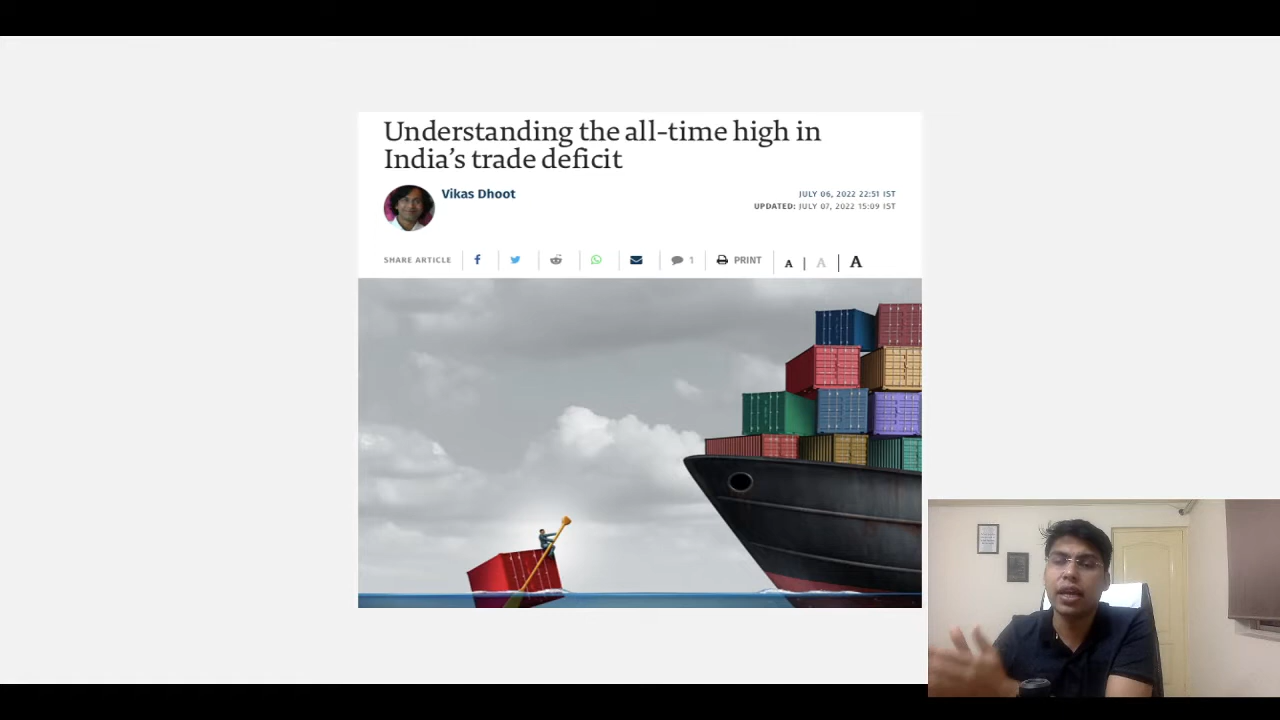 Understanding the all-time high in
India's trade deficit
Vikas Dhoot
JULY 06, 2022 22:51 IST
UPDATED: JULY 07, 2022 15:09 IST
SHARE ARTICLE
1
PRINT
A | A | A